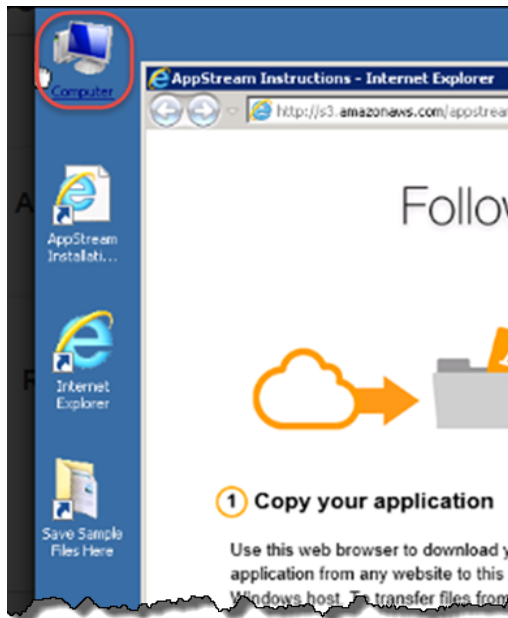 Computer
AppStream Instructions - Internet Explorer
http://s3.amazonaws.com/appstream
AppStream
Installati...
Follow
Internet
Explorer
1 Copy your application
Save Sample
Files Here
Use this web browser to download
application from any website to this
Windows host. To transfer files from